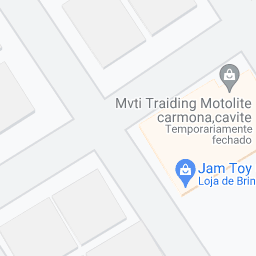 Mvti Traiding Motolite
carmona,cavite
Temporariamente
fechado
Jam Toy
Loja de Brin